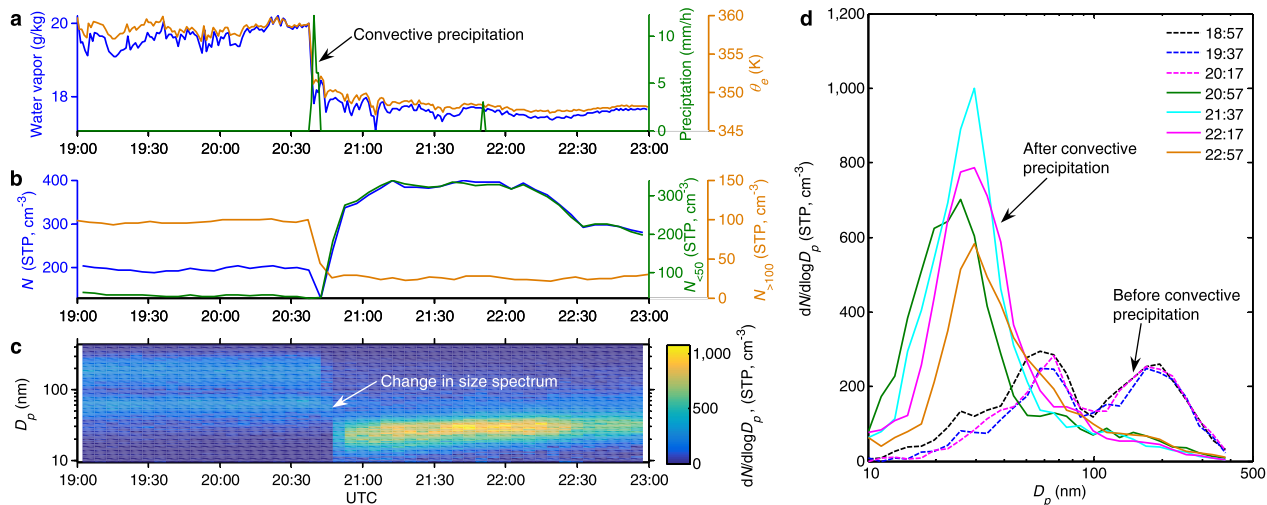 a
Water vapor (g/kg)
20
18
Convective precipitation
10
5
0
Precipitation (mm/h)
360
355
350
345
θe (K)
19:00 19:30 20:00 20:30 21:00 21:30 22:00 22:30 23:00
b
N (STP, cm-3)
400
300
200
200
100
0
N<50 (STP, cm-3)
150
100
50
0
N>100 (STP, cm-3)
19:00 19:30 20:00 20:30 21:00 21:30 22:00 22:30 23:00
c
Dp (nm)
100
10
Change in size spectrum
1,000
500
0
dN/dlogDp, (STP, cm-3)
19:00 19:30 20:00 20:30 21:00 21:30 22:00 22:30 23:00
UTC
d
dN/dlogDp (STP, cm-3)
1,200
1,000
800
600
400
200
0
18:57
19:37
20:17
20:57
21:37
22:17
22:57
After convective
precipitation
Before convective
precipitation
10 100 500
Dp (nm)